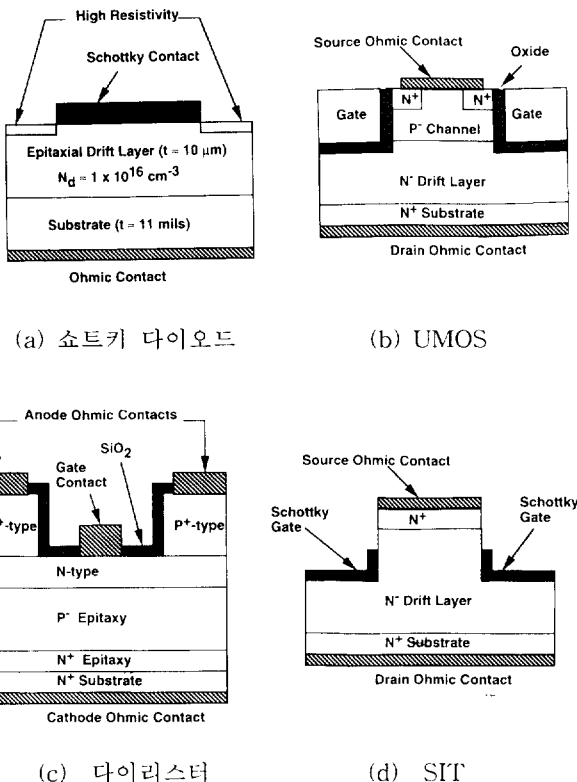 High Resistivity
Schottky Contact
Epitaxial Drift Layer (t = 10 μm)
N_d = 1 x 10^16 cm^-3
Substrate (t = 11 mils)
Ohmic Contact
(a) 쇼트키 다이오드
Source Ohmic Contact
Oxide
N+ N+
Gate
Gate
P- Channel
N- Drift Layer
N+ Substrate
Drain Ohmic Contact
(b) UMOS
Anode Ohmic Contacts
SiO2
Gate
Contact
+-type
P+-type
N-type
P- Epitaxy
N+ Epitaxy
N+ Substrate
Cathode Ohmic Contact
(c) 다이리스터
Source Ohmic Contact
Schottky
Gate
N+
Schottky
Gate
N- Drift Layer
N+ Substrate
Drain Ohmic Contact
(d) SIT